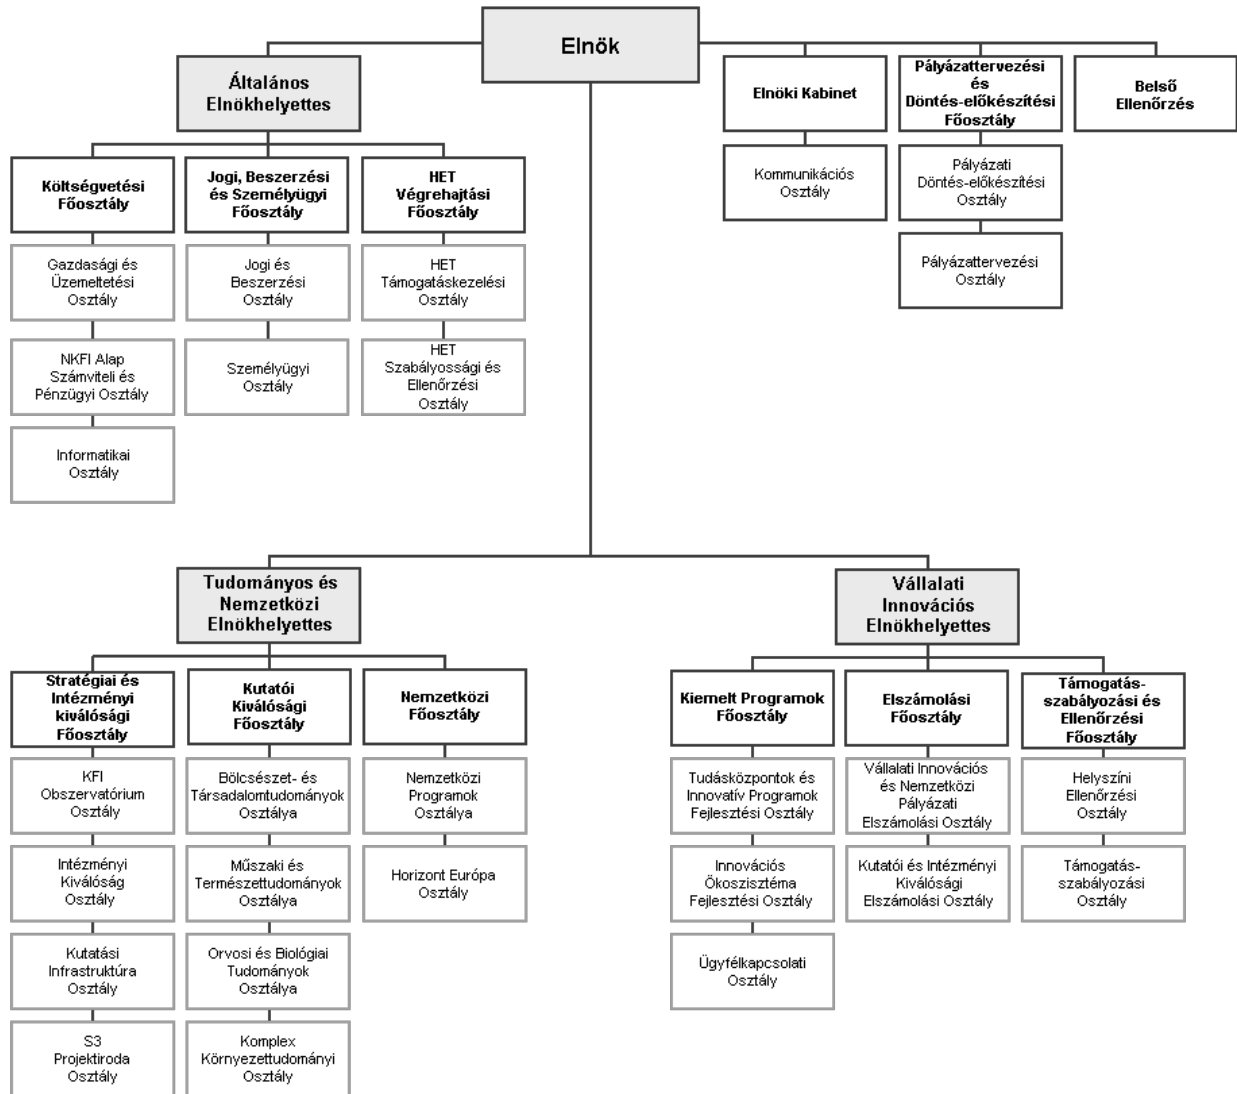 Elnök
Általános
Elnökhelyettes
Elnöki Kabinet
Pályázattervezési
és
Döntés-előkészítési
Főosztály
Belső
Ellenőrzés
Kommunikációs
Osztály
Pályázati
Döntés-előkészítési
Osztály
Pályázattervezési
Osztály
Költségvetési
Főosztály
Jogi, Beszerzési
és Személyügyi
Főosztály
HET
Végrehajtási
Főosztály
Gazdasági és
Üzemeltetési
Osztály
Jogi és
Beszerzési
Osztály
HET
Támogatáskezelési
Osztály
NKFI Alap
Számviteli és
Pénzügyi Osztály
Személyügyi
Osztály
HET
Szabályossági és
Ellenőrzési
Osztály
Informatikai
Osztály
Tudományos és
Nemzetközi
Elnökhelyettes
Vállalati
Innovációs
Elnökhelyettes
Stratégiai és
Intézményi
kiválósági
Főosztály
Kutatói
Kiválósági
Főosztály
Nemzetközi
Főosztály
Kiemelt Programok
Főosztály
Elszámolási
Főosztály
Támogatás-
szabályozási és
Ellenőrzési
Főosztály
KFI
Obszervatórium
Osztály
Bölcsészet- és
Társadalomtudományok
Osztálya
Nemzetközi
Programok
Osztálya
Tudásközpontok és
Innovatív Programok
Fejlesztési Osztály
Vállalati Innovációs
és Nemzetközi
Pályázati
Elszámolási Osztály
Helyszíni
Ellenőrzési
Osztály
Intézményi
Kiválóság
Osztály
Műszaki és
Természettudományok
Osztálya
Horizont Európa
Osztály
Innovációs
Ökoszisztéma
Fejlesztési Osztály
Kutatói és Intézményi
Kiválósági
Elszámolási Osztály
Támogatás-
szabályozási
Osztály
Kutatási
Infrastruktúra
Osztály
Orvosi és Biológiai
Tudományok
Osztálya
Ügyfélkapcsolati
Osztály
S3
Projektiroda
Osztály
Komplex
Környezettudományi
Osztály